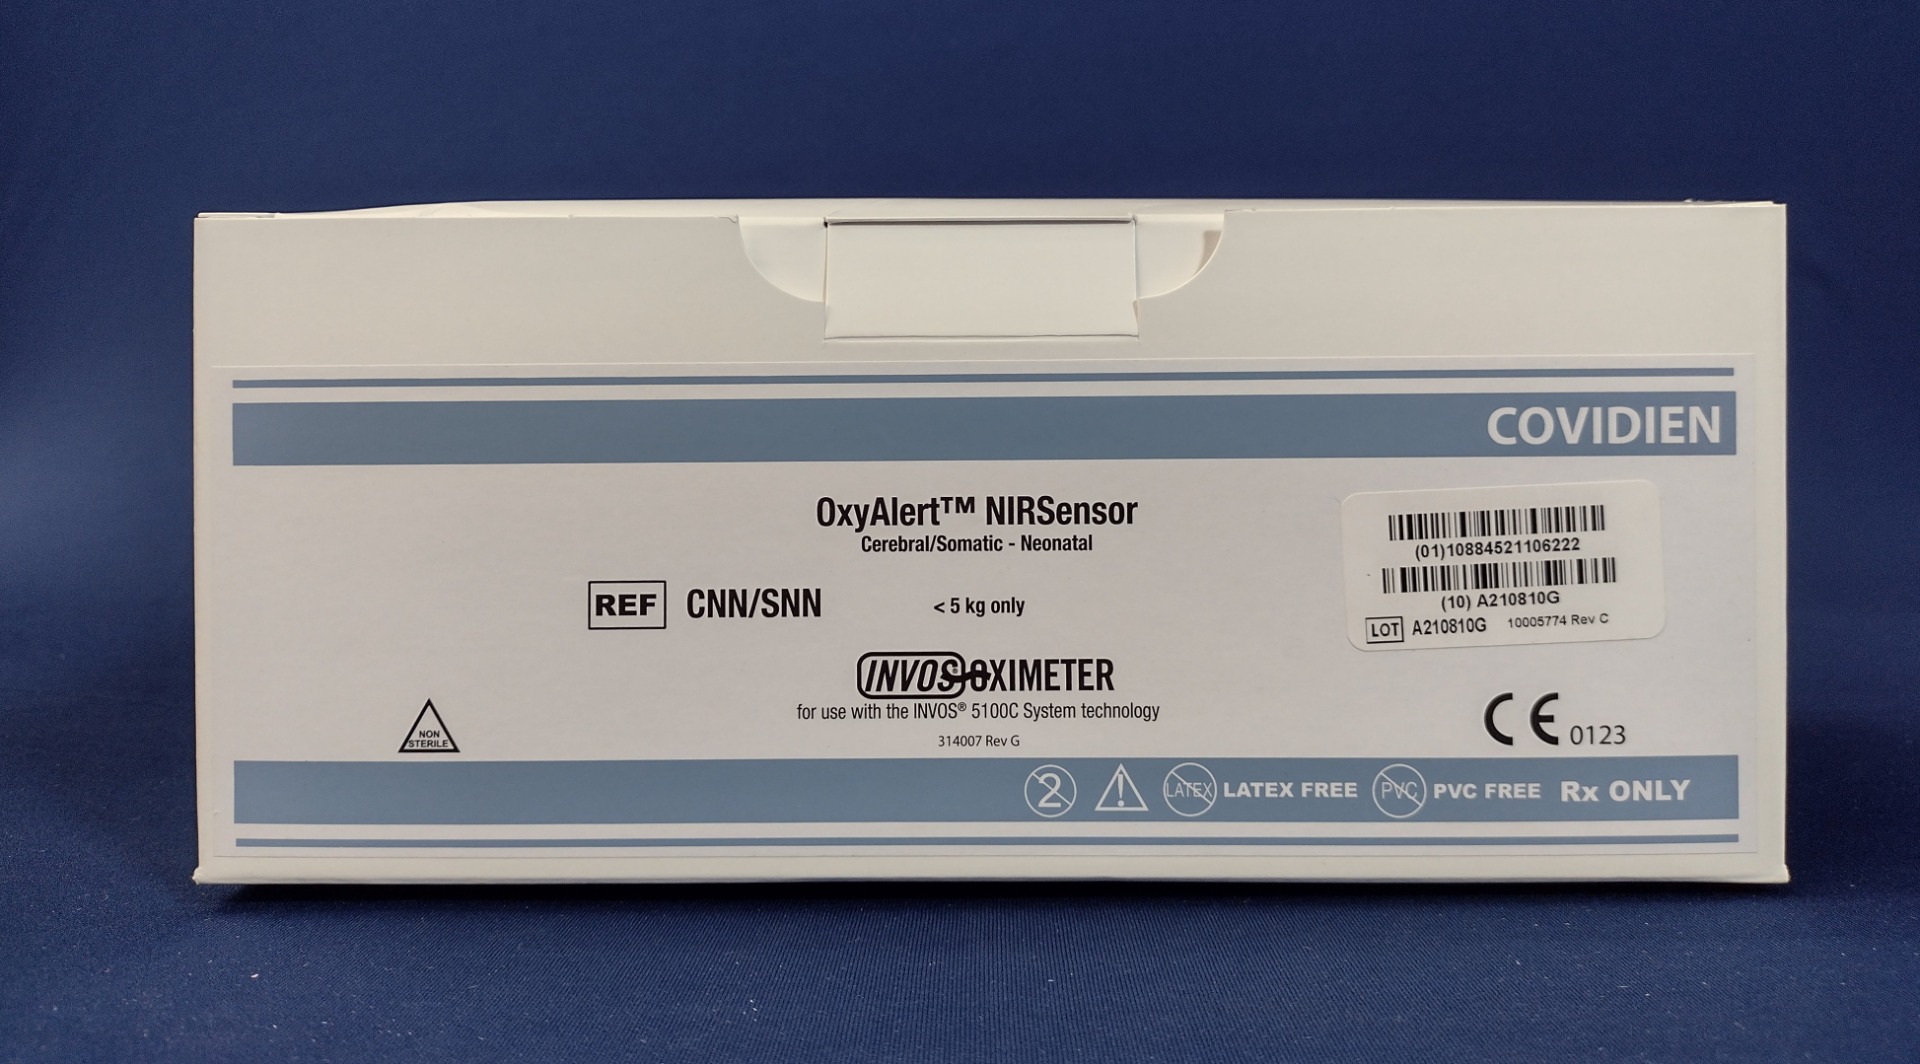 COVIDIEN
OxyAlert™ NIRSensor
Cerebral/Somatic - Neonatal
REF CNN/SNN < 5 kg only
(01)10884521106222
(10) A210810G
LOT A210810G 10005774 Rev C
INVOS® OXIMETER
for use with the INVOS® 5100C System technology
314007 Rev G
NON
STERILE
CE 0123
2 ! LATEX LATEX FREE PVC PVC FREE Rx ONLY